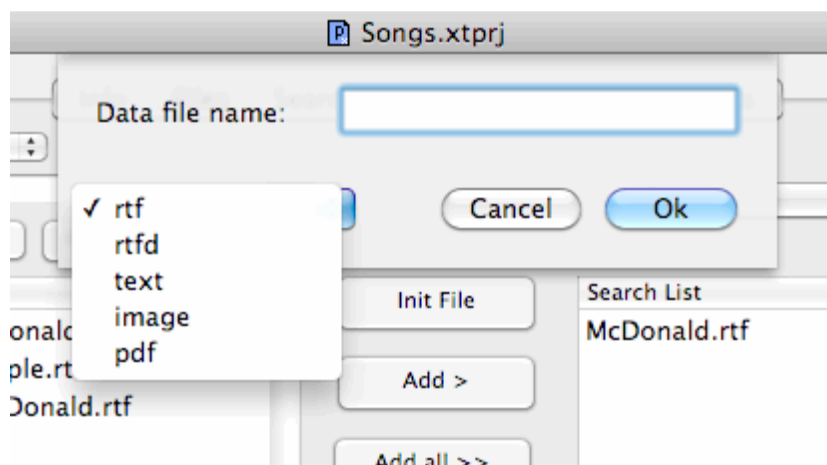 Songs.xtprj
Data file name:
✓ rtf
rtfd
text
image
pdf
Cancel
Ok
Init File
Add >
Add all >>
Search List
McDonald.rtf
onald
ple.rt
Donald.rtf